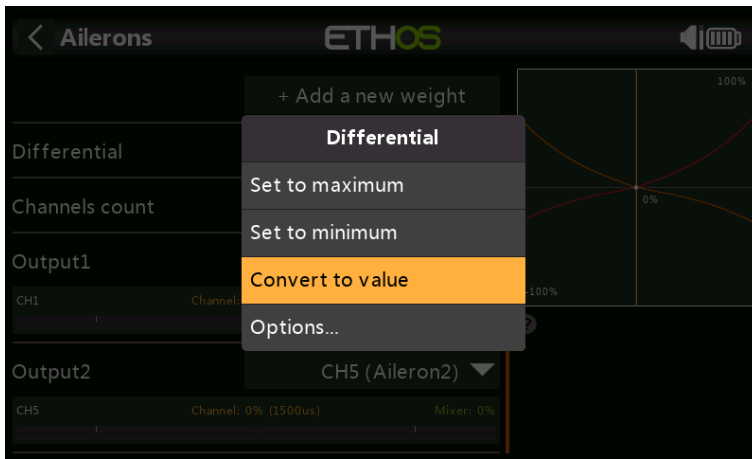 Ailerons
ETHOS
+ Add a new weight
100%
Differential
Differential
Set to maximum
Channels count
0%
Set to minimum
Output1
Convert to value
-100%
CH1
Channel:
Options...
?
Output2
CH5 (Aileron2)
CH5
Channel: 0% (1500us)
Mixer: 0%